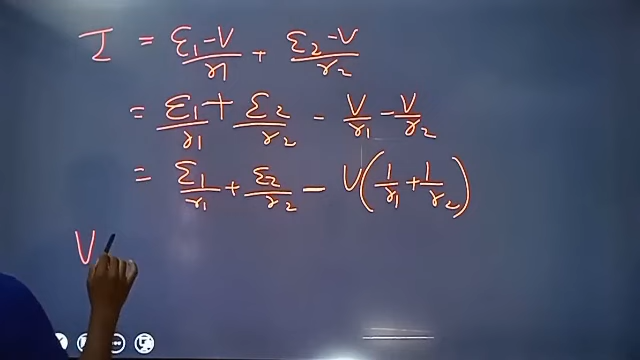 I = ε1-V/r1 + ε2-V/r2
= ε1/r1 + ε2/r2 - V/r1 - V/r2
= ε1/r1 + ε2/r2 - V(1/r1 + 1/r2)
V